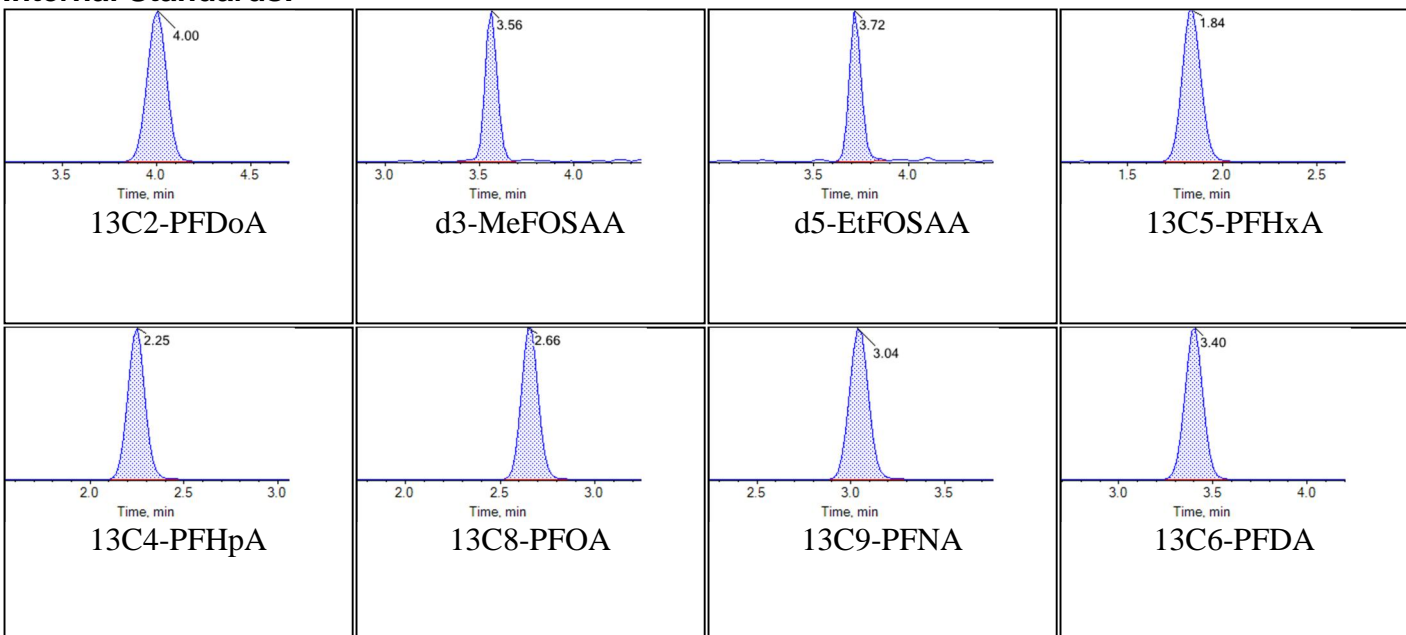 Internal Standards:
4.00
3.5 4.0 4.5
Time, min
13C2-PFDoA
3.56
3.0 3.5 4.0
Time, min
d3-MeFOSAA
3.72
3.5 4.0
Time, min
d5-EtFOSAA
1.84
1.5 2.0 2.5
Time, min
13C5-PFHxA
2.25
2.0 2.5 3.0
Time, min
13C4-PFHpA
2.66
2.0 2.5 3.0
Time, min
13C8-PFOA
3.04
2.5 3.0 3.5
Time, min
13C9-PFNA
3.40
3.0 3.5 4.0
Time, min
13C6-PFDA